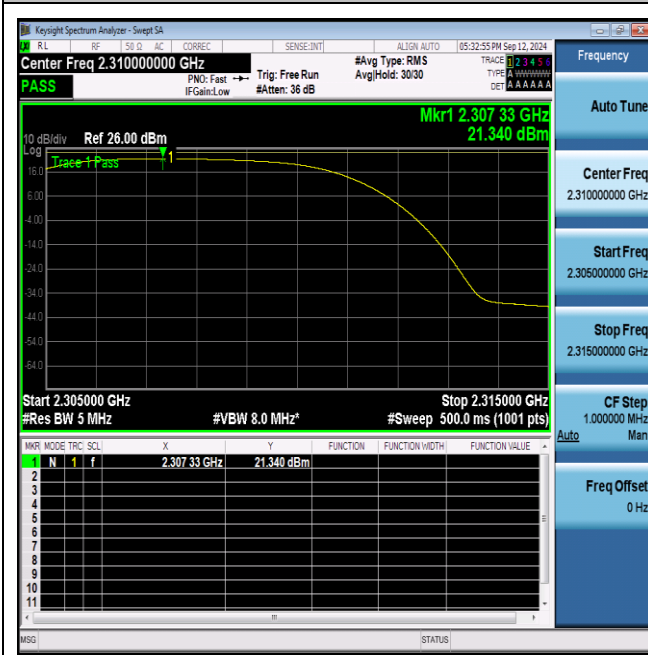 Keysight Spectrum Analyzer - Swept SA
RL RF 50 Ω AC CORREC SENSE:INT ALIGN AUTO 05:32:55 PM Sep 12, 2024
Center Freq 2.310000000 GHz
PASS
PNO: Fast
IFGain:Low
Trig: Free Run
#Atten: 36 dB
#Avg Type: RMS
Avg|Hold: 30/30
TRACE 1 2 3 4 5 6
TYPE A WWWWW
DET A A A A A A
Mkr1 2.307 33 GHz
21.340 dBm
10 dB/div Ref 26.00 dBm
Log
Trace 1 Pass
1
16.0
6.00
-4.00
-14.0
-24.0
-34.0
-44.0
-54.0
-64.0
Start 2.305000 GHz Stop 2.315000 GHz
#Res BW 5 MHz #VBW 8.0 MHz* #Sweep 500.0 ms (1001 pts)
MKR MODE TRC SCL X Y FUNCTION FUNCTION WIDTH FUNCTION VALUE
1 N 1 f 2.307 33 GHz 21.340 dBm
2
3
4
5
6
7
8
9
10
11
MSG STATUS
Frequency
Auto Tune
Center Freq
2.310000000 GHz
Start Freq
2.305000000 GHz
Stop Freq
2.315000000 GHz
CF Step
1.000000 MHz
Auto Man
Freq Offset
0 Hz